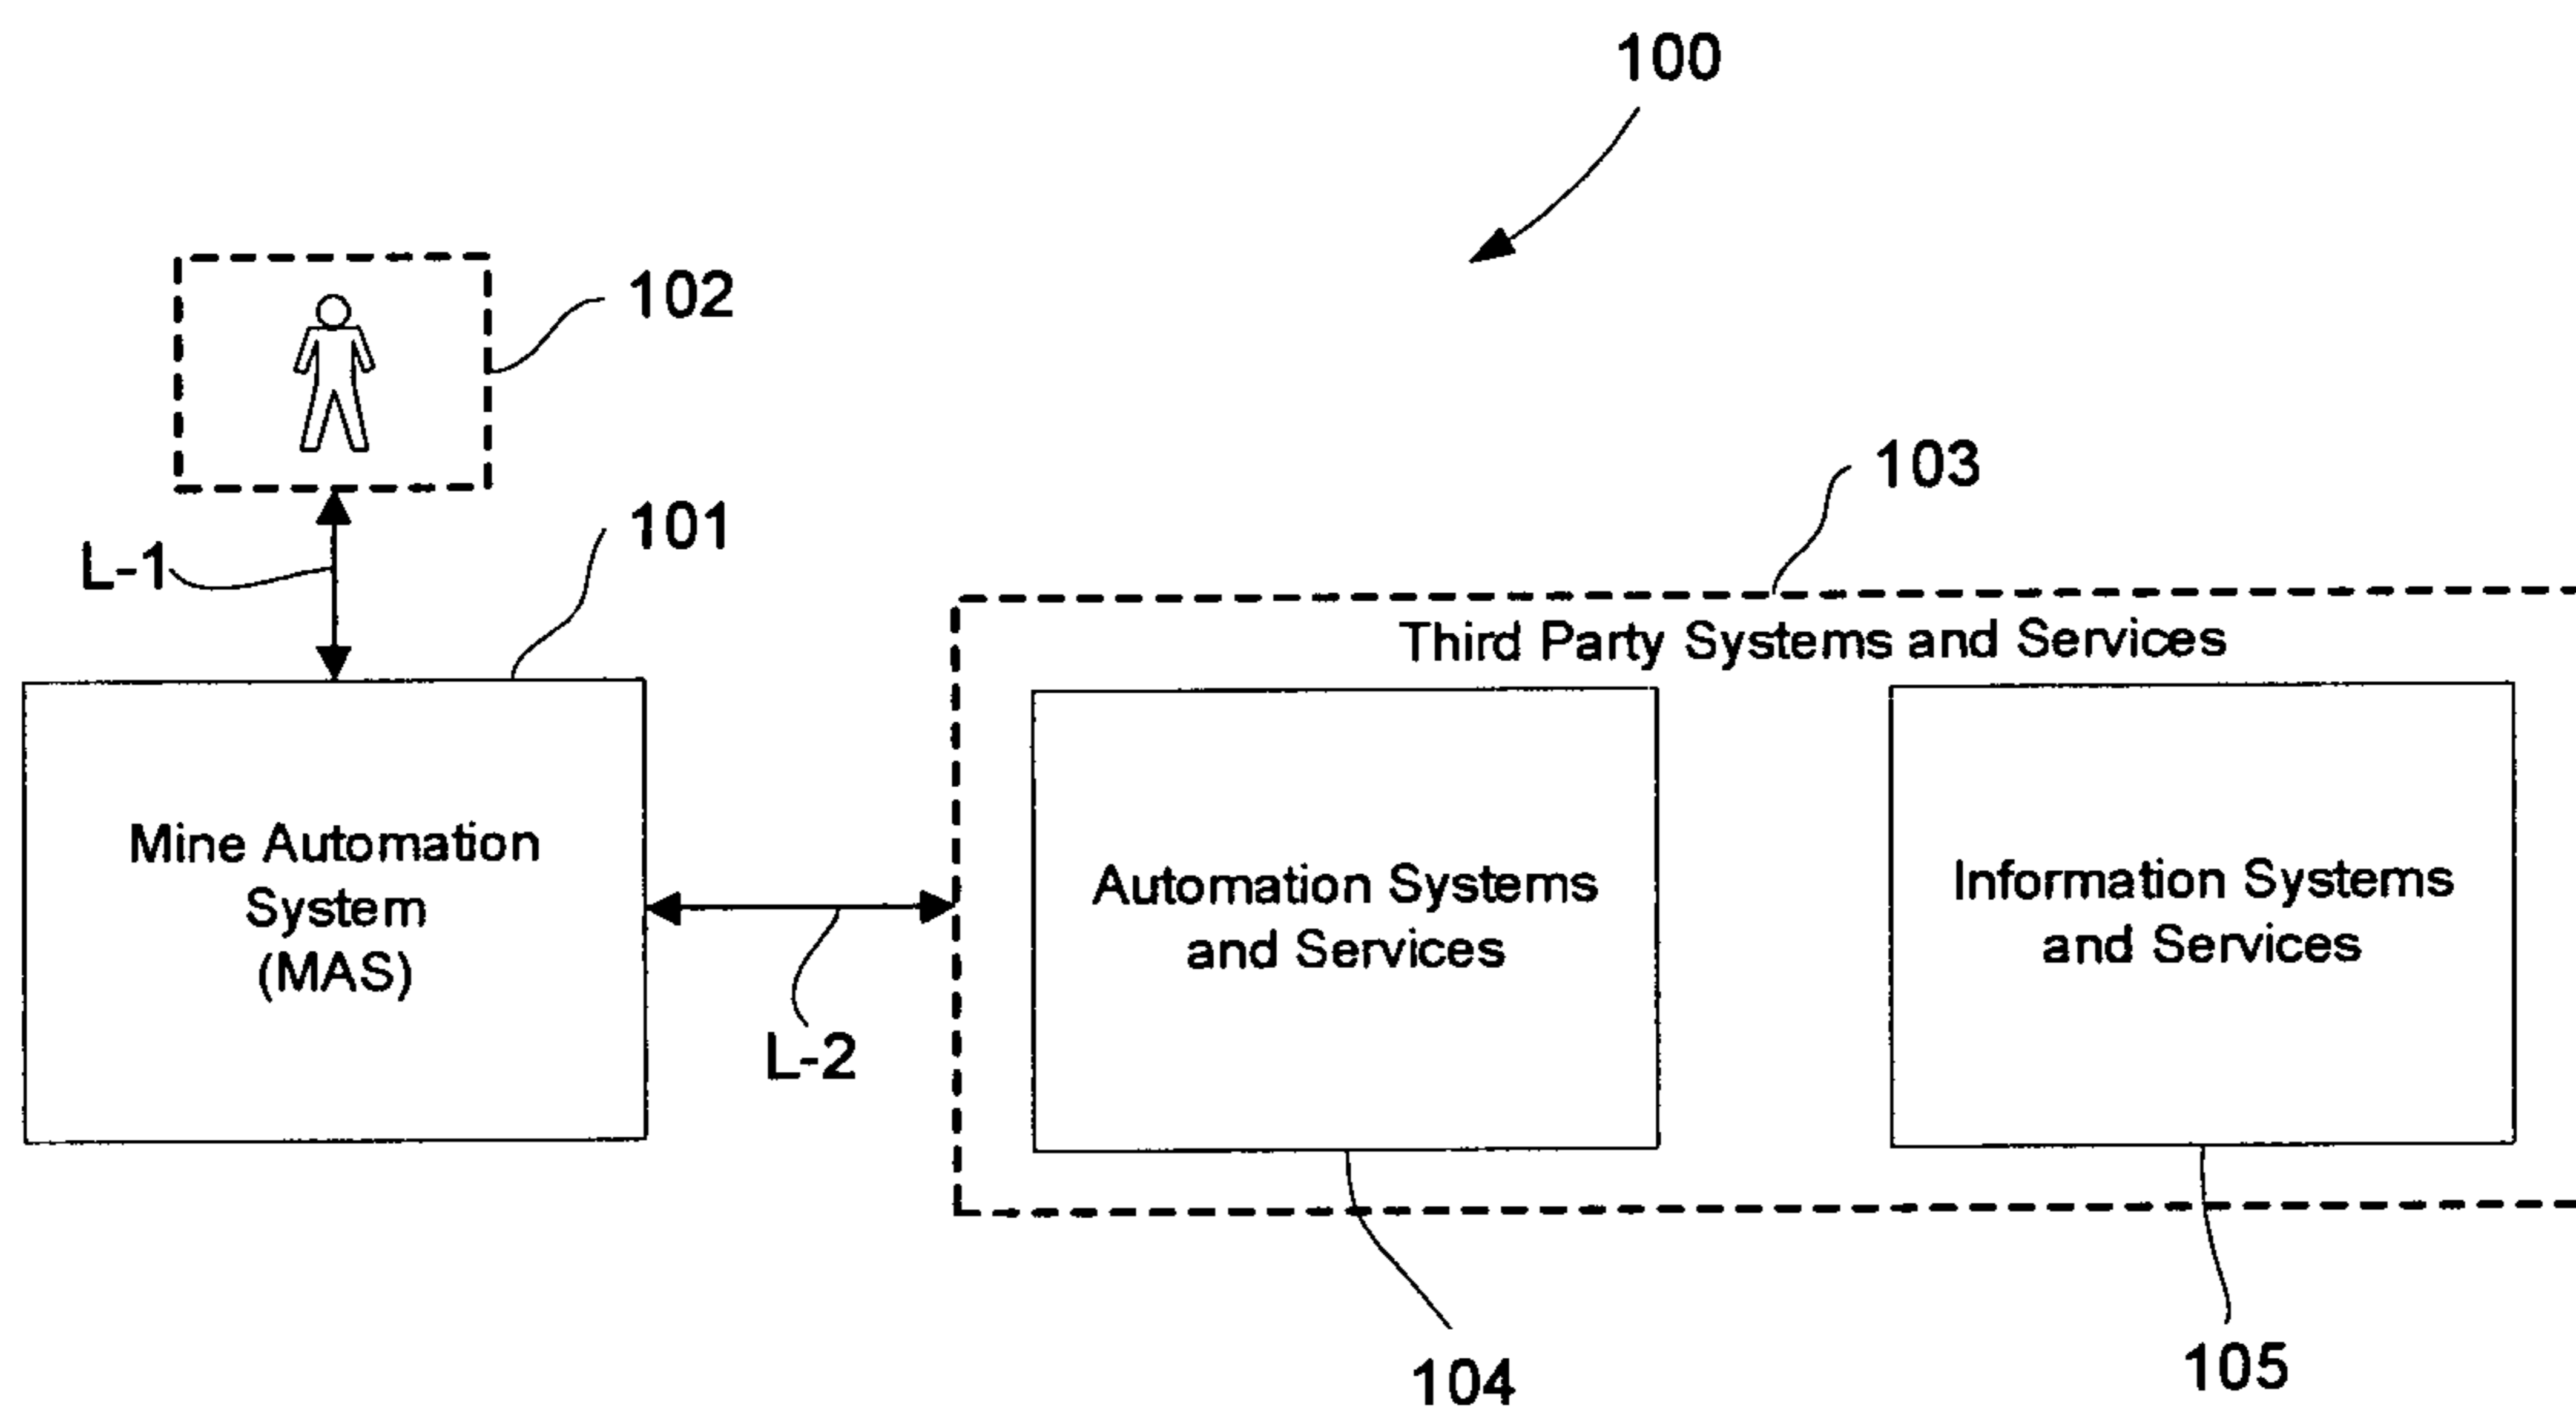 100
102
103
101
L-1
Third Party Systems and Services
Mine Automation
System
(MAS)
Automation Systems
and Services
Information Systems
and Services
L-2
104
105